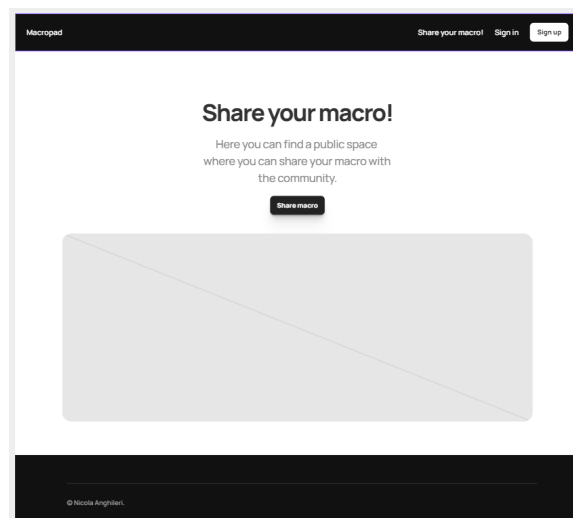 Macropad
Share your macro! Sign in Sign up
Share your macro!
Here you can find a public space
where you can share your macro with
the community.
Share macro
© Nicola Anghileri.